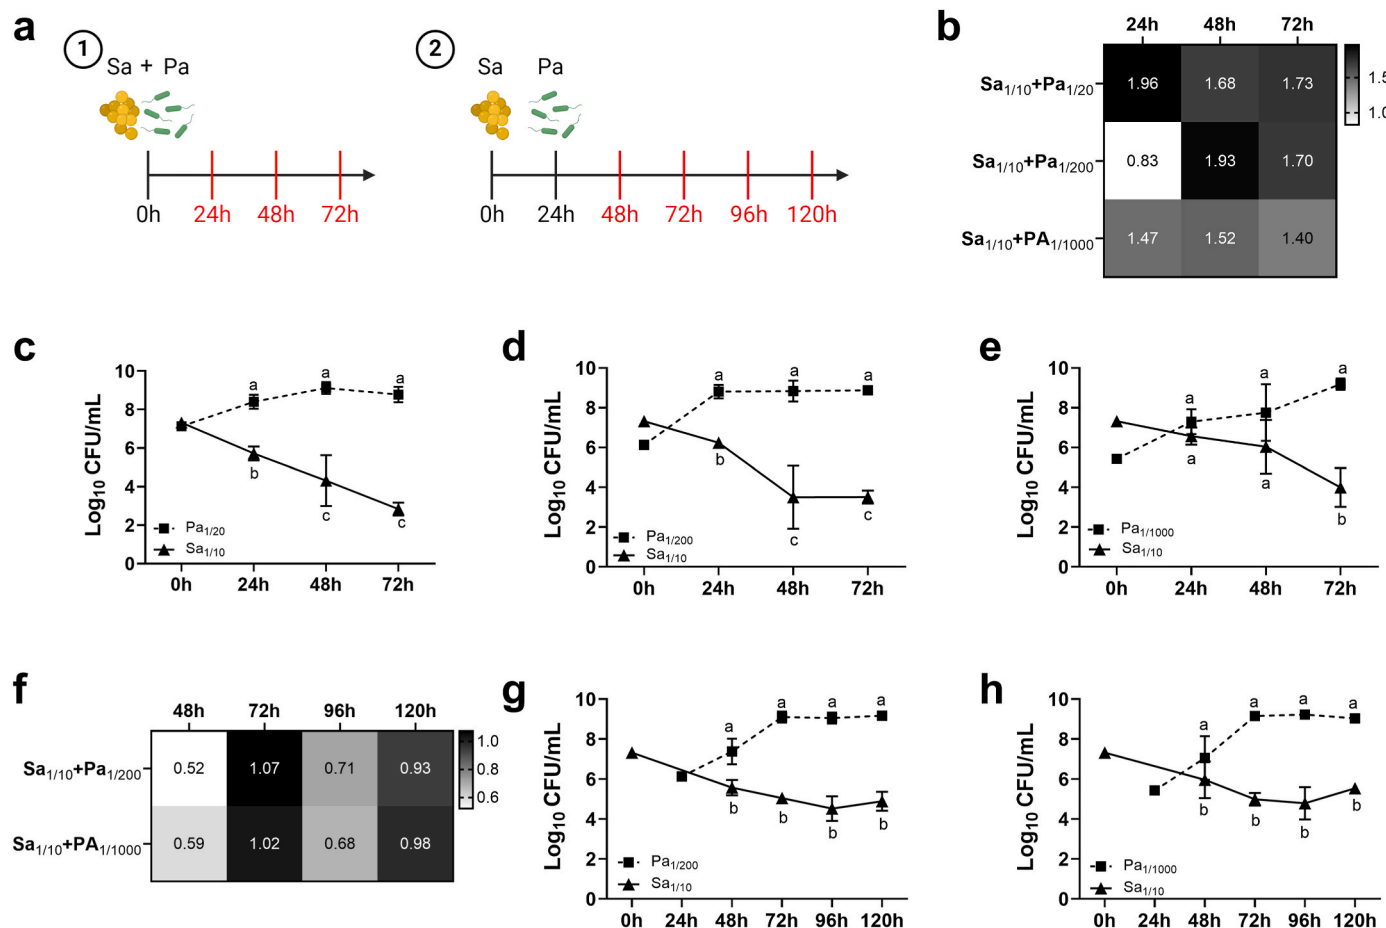 a
1
Sa + Pa
0h 24h 48h 72h
2
Sa Pa
0h 24h 48h 72h 96h 120h
b
24h 48h 72h
Sa1/10+Pa1/20 1.96 1.68 1.73
Sa1/10+Pa1/200 0.83 1.93 1.70
Sa1/10+PA1/1000 1.47 1.52 1.40
1.5
1.0
c
Log10 CFU/mL
10
8
6
4
2
0
a a a
b c c
Pa1/20
Sa1/10
0h 24h 48h 72h
d
Log10 CFU/mL
10
8
6
4
2
0
a a a
b c c
Pa1/200
Sa1/10
0h 24h 48h 72h
e
Log10 CFU/mL
10
8
6
4
2
0
a a a
a a b
Pa1/1000
Sa1/10
0h 24h 48h 72h
f
48h 72h 96h 120h
Sa1/10+Pa1/200 0.52 1.07 0.71 0.93
Sa1/10+PA1/1000 0.59 1.02 0.68 0.98
1.0
0.8
0.6
g
Log10 CFU/mL
10
8
6
4
2
0
a a a a
b b b b
Pa1/200
Sa1/10
0h 24h 48h 72h 96h 120h
h
Log10 CFU/mL
10
8
6
4
2
0
a a a a
b b b b
Pa1/1000
Sa1/10
0h 24h 48h 72h 96h 120h